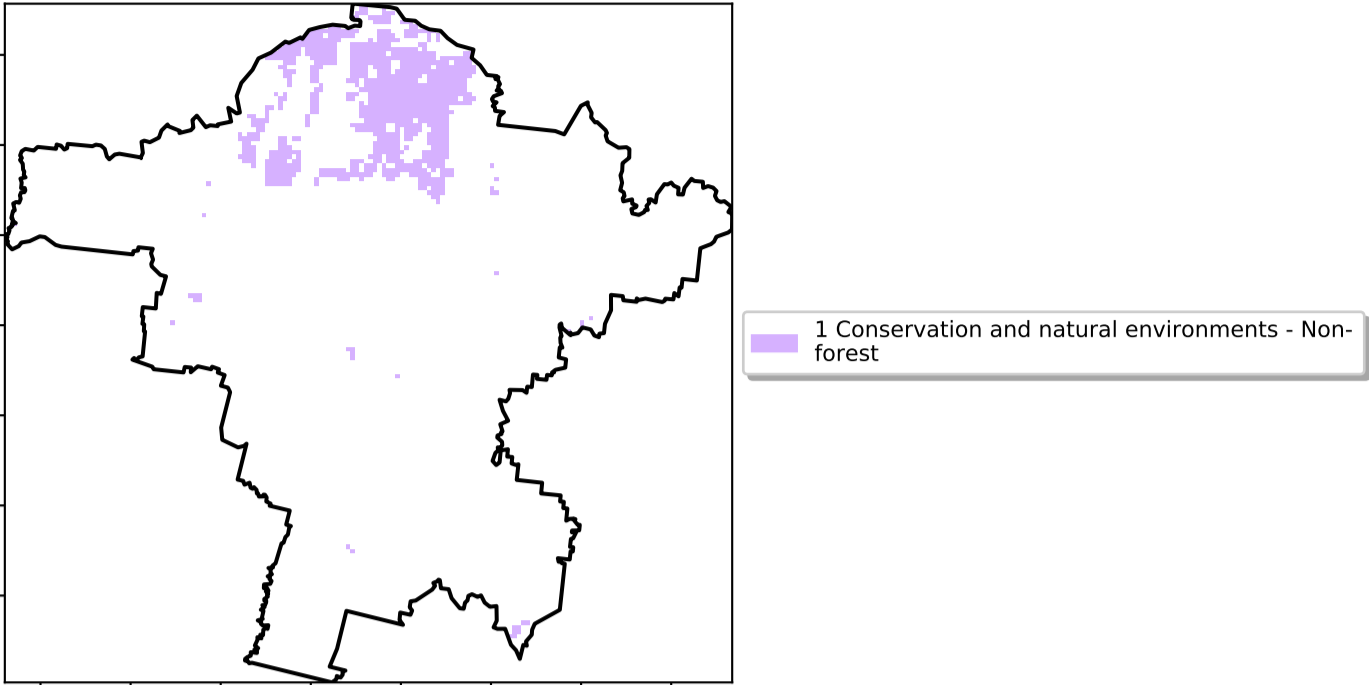 1 Conservation and natural environments - Non-
forest